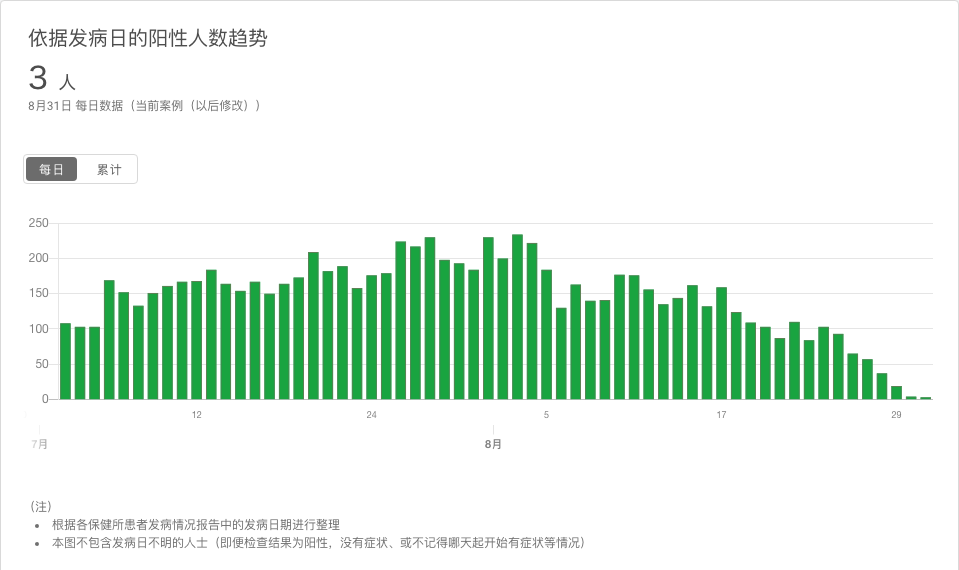 依据发病日的阳性人数趋势
3 人
8月31日 每日数据（当前案例（以后修改））
每日 累计
250
200
150
100
50
0
12 24 5 17 29
7月 8月
（注）
• 根据各保健所患者发病情况报告中的发病日期进行整理
• 本图不包含发病日不明的人士（即便检查结果为阳性，没有症状、或不记得哪天起开始有症状等情况）